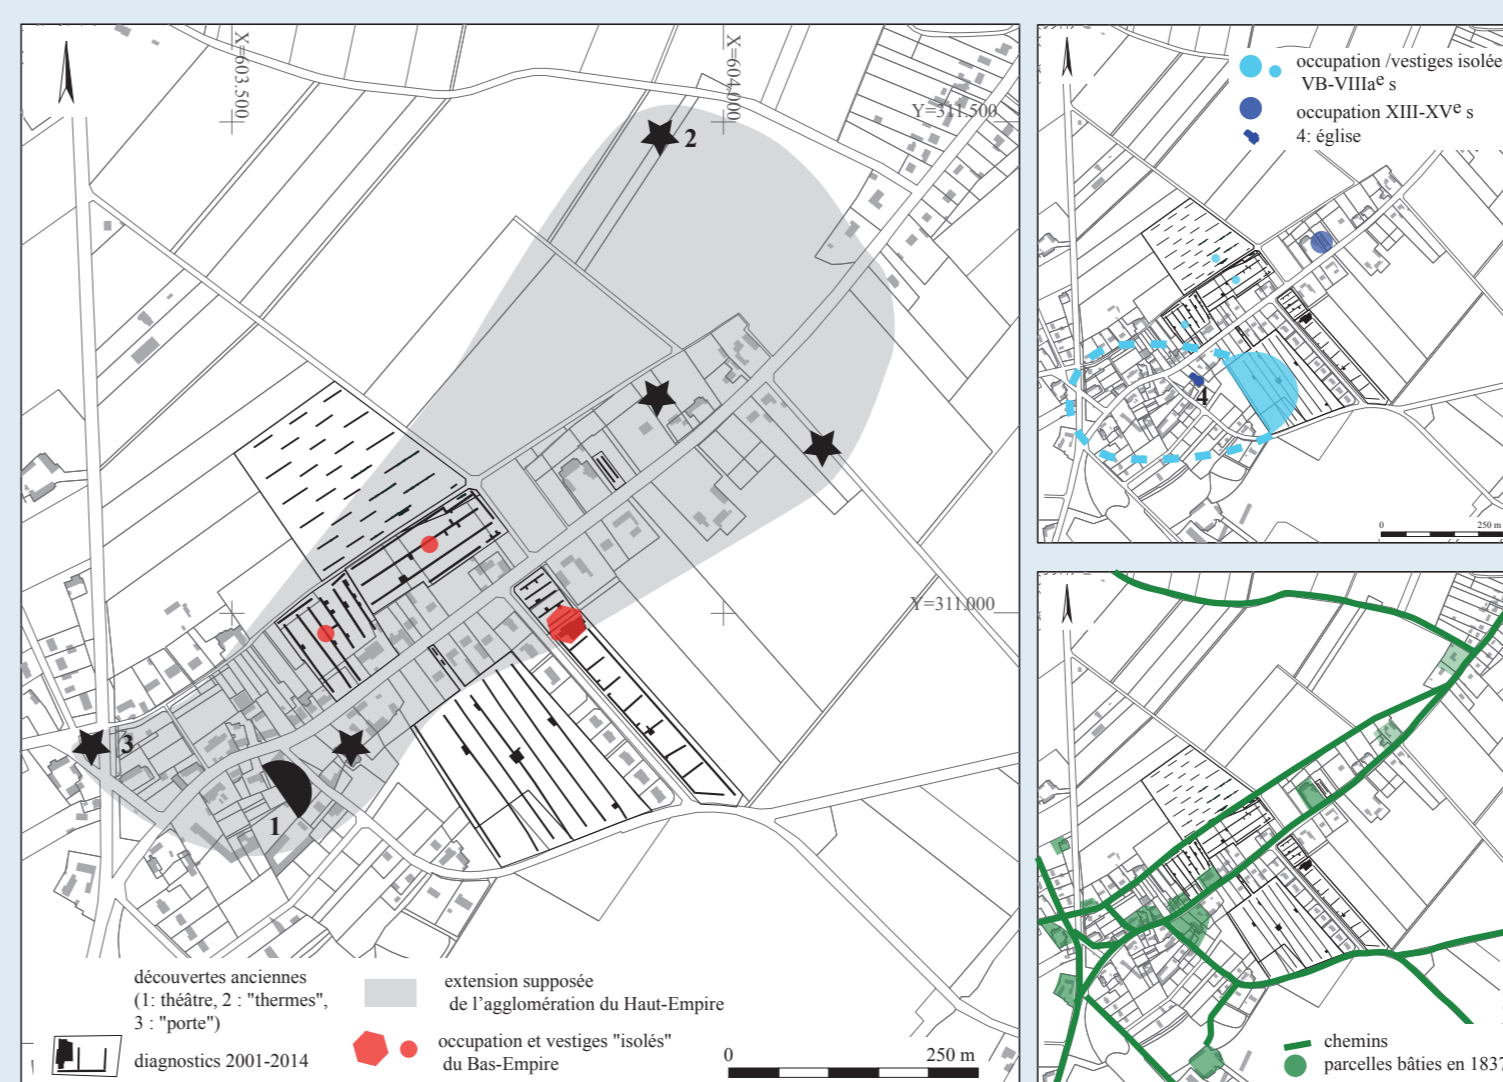 X=603.500
X=604.000
Y=311.500
2
Y=311.000
3
1
découvertes anciennes
(1: théâtre, 2 : "thermes",
3 : "porte")
diagnostics 2001-2014
extension supposée
de l'agglomération du Haut-Empire
occupation et vestiges "isolés"
du Bas-Empire
0 250 m
occupation /vestiges isolée
VB-VIIIa^e s
occupation XIII-XV^e s
4: église
4
0 250 m
chemins
parcelles bâties en 1837